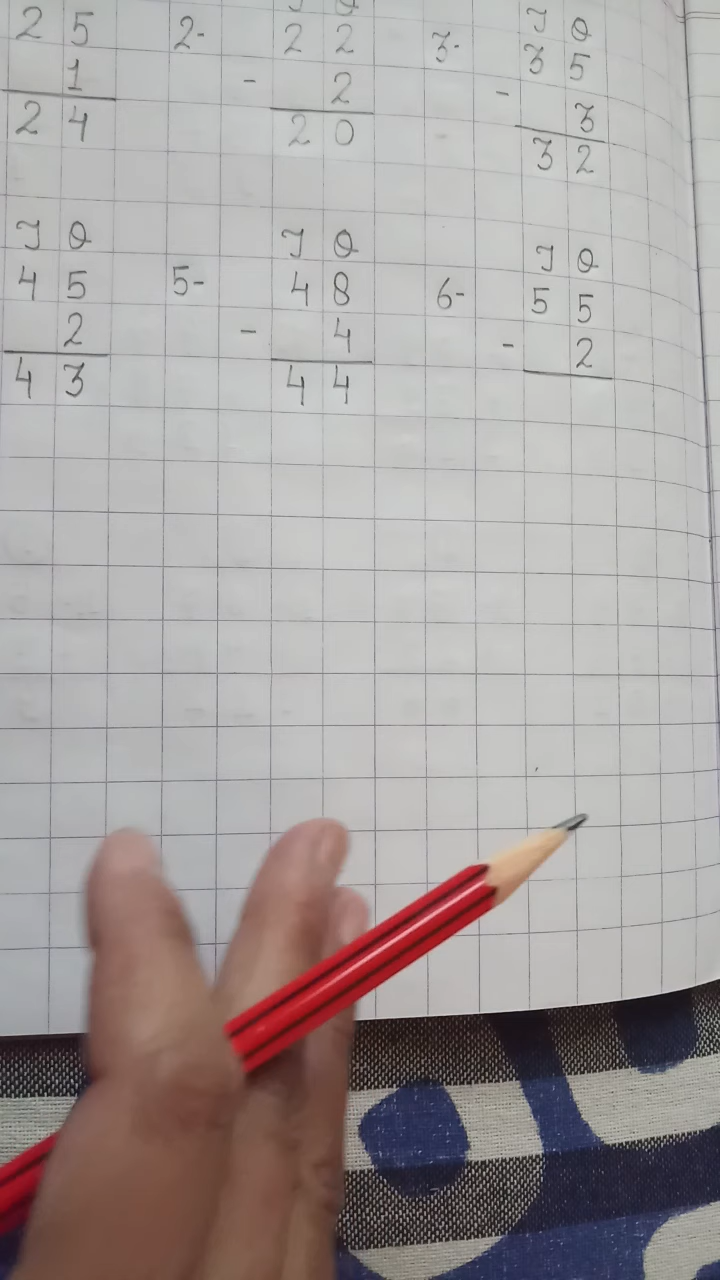 T O
T O
2 5 2- 2 2 3- 3 5
1 - 2 - 3
2 4 2 0 3 2
T O T O T O
4 5 5- 4 8 6- 5 5
2 - 4 - 2
4 3 4 4